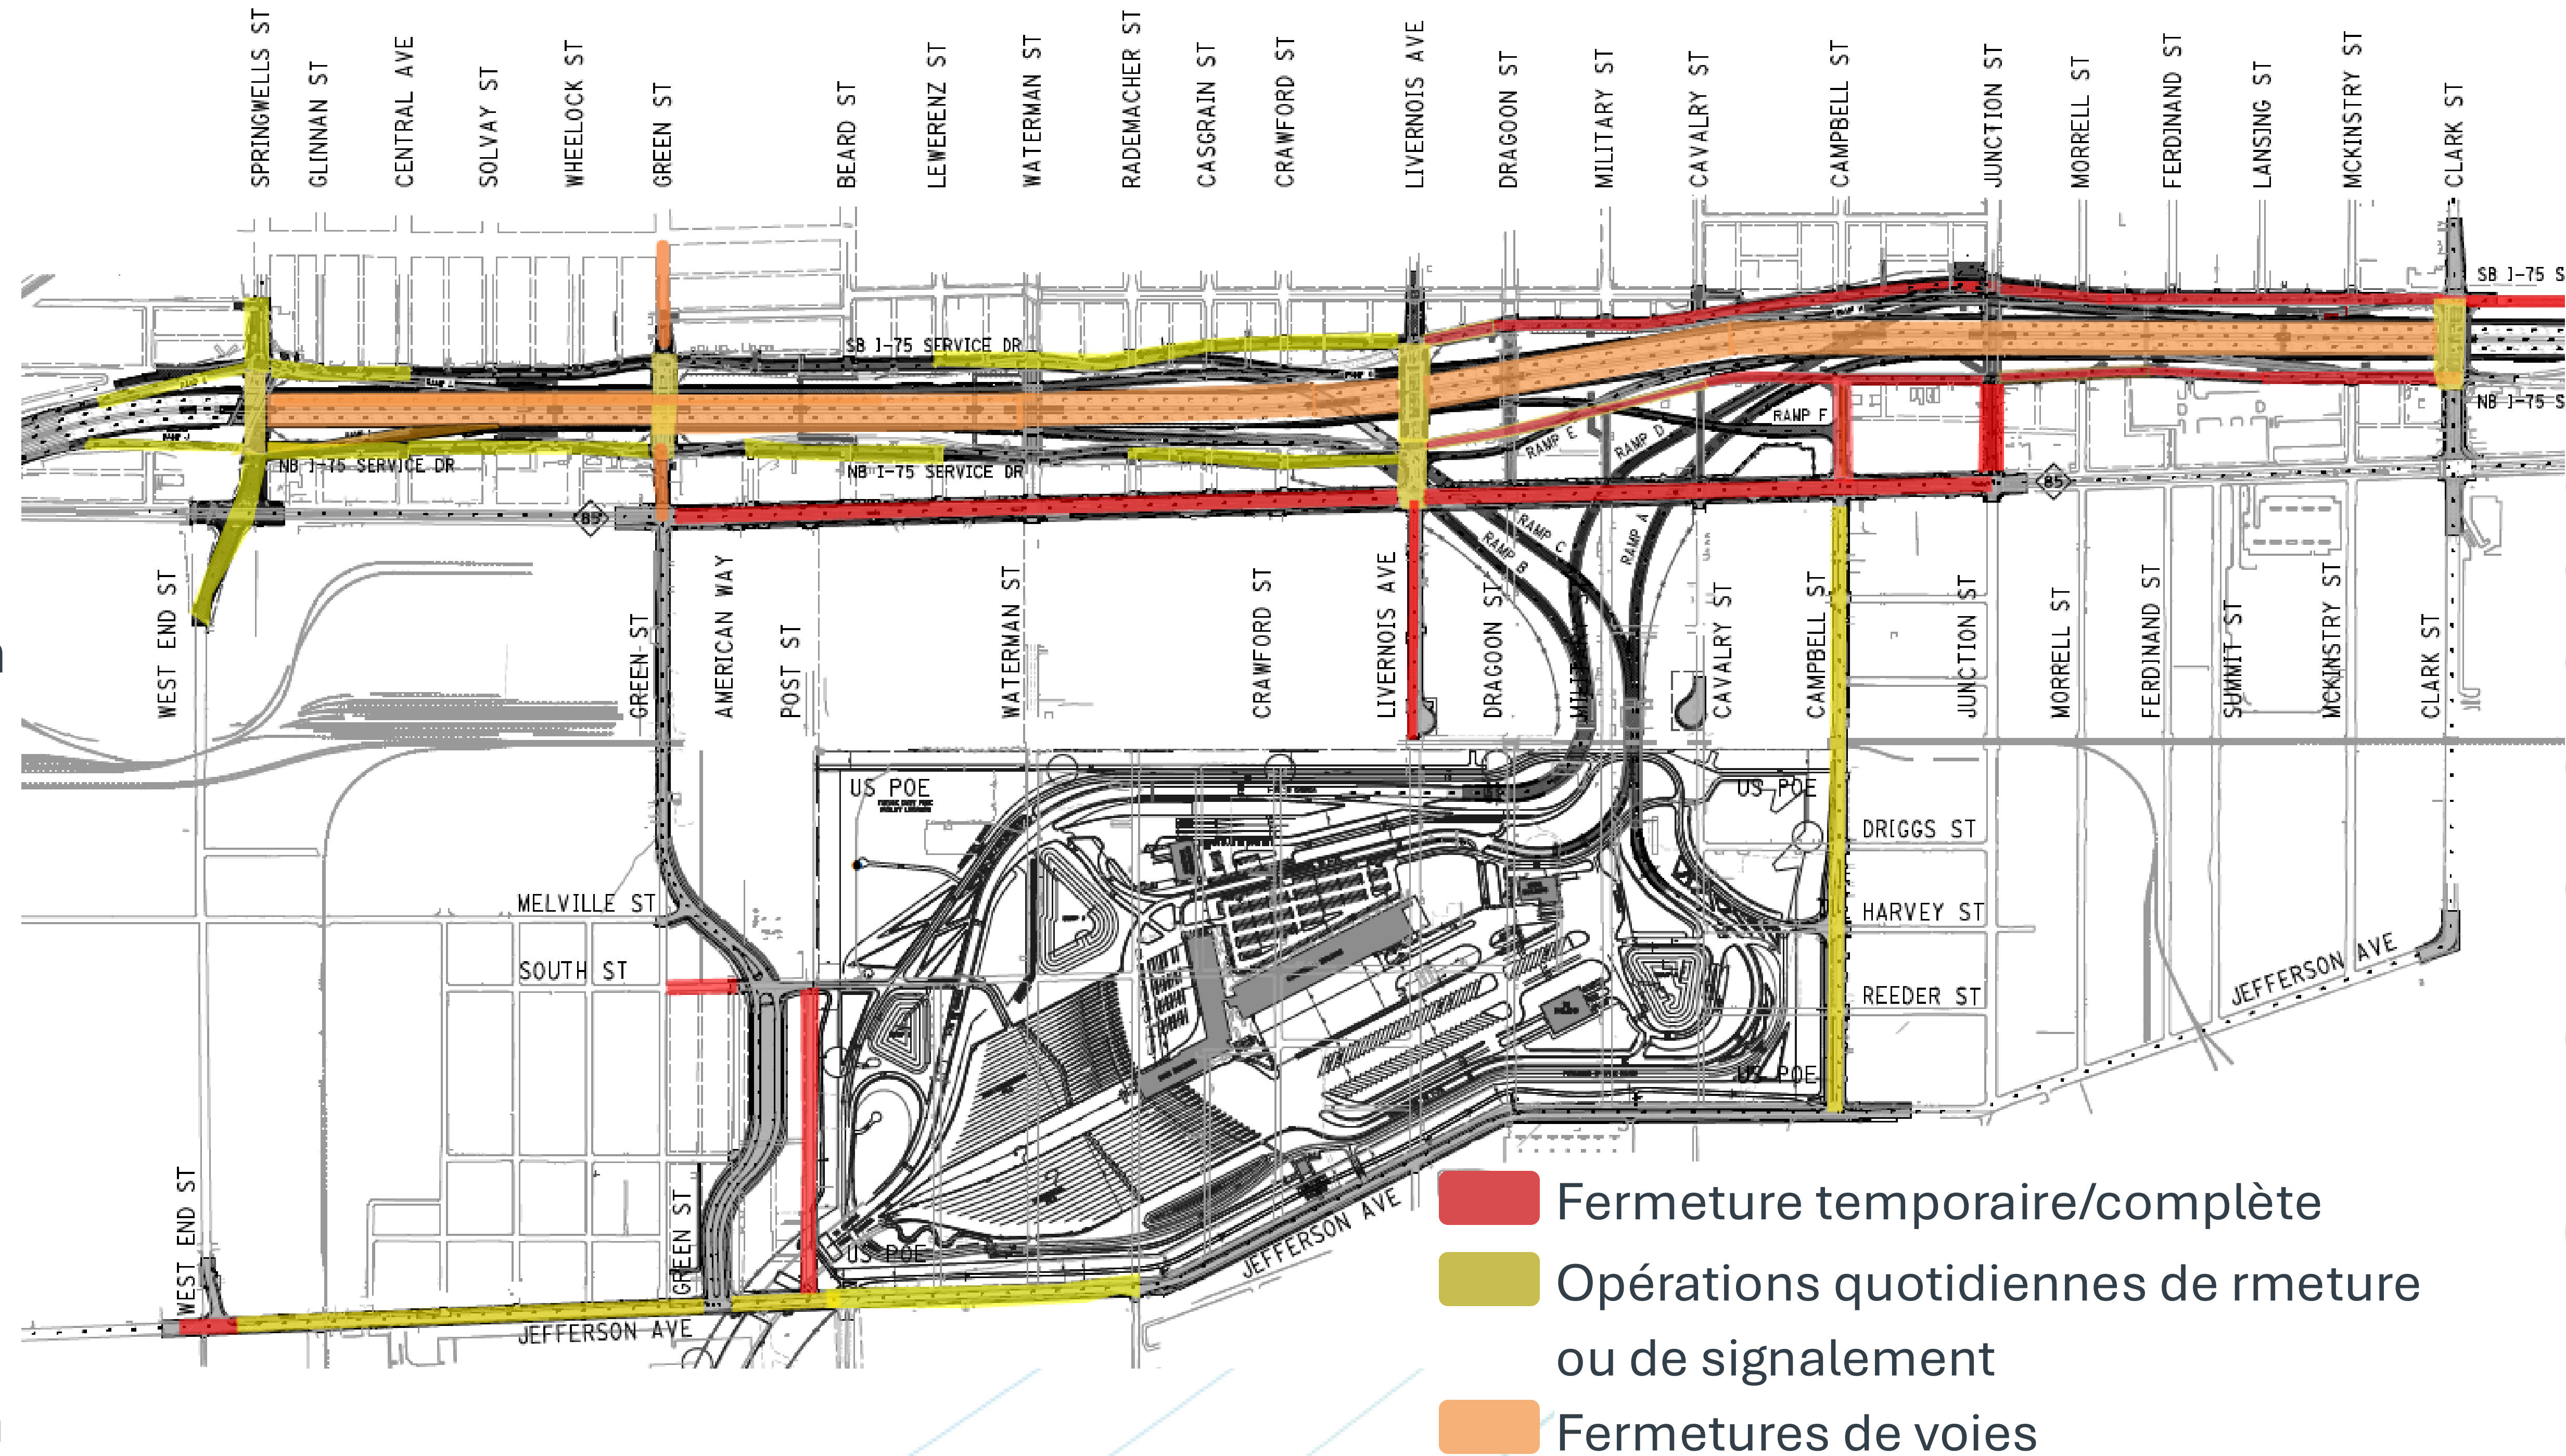 SPRINGWELLS ST
GLINNAN ST
CENTRAL AVE
SOLVAY ST
WHEELOCK ST
GREEN ST
BEARD ST
LEWERENZ ST
WATERMAN ST
RADEMACHER ST
CASGRAIN ST
CRAWFORD ST
LIVERNOIS AVE
DRAGOON ST
MILITARY ST
CAVALRY ST
CAMPBELL ST
JUNCTION ST
MORRELL ST
FERDINAND ST
LANSING ST
MCKINSTRY ST
CLARK ST
SB I-75 S
SB I-75 SERVICE DR
NB I-75 S
RAMP F
RAMP E
RAMP D
NB I-75 SERVICE DR
NB I-75 SERVICE DR
85
85
RAMP C
RAMP B
RAMP A
WEST END ST
GREEN ST
AMERICAN WAY
POST ST
WATERMAN ST
CRAWFORD ST
LIVERNOIS AVE
DRAGOON ST
CAVALRY ST
CAMPBELL ST
JUNCTION ST
MORRELL ST
FERDINAND ST
SUMMIT ST
MCKINSTRY ST
CLARK ST
US POE
US POE
DRIGGS ST
MELVILLE ST
HARVEY ST
SOUTH ST
REEDER ST
JEFFERSON AVE
US POE
WEST END ST
GREEN ST
US POE
JEFFERSON AVE
JEFFERSON AVE
Fermeture temporaire/complète
Opérations quotidiennes de rmeture
ou de signalement
Fermetures de voies